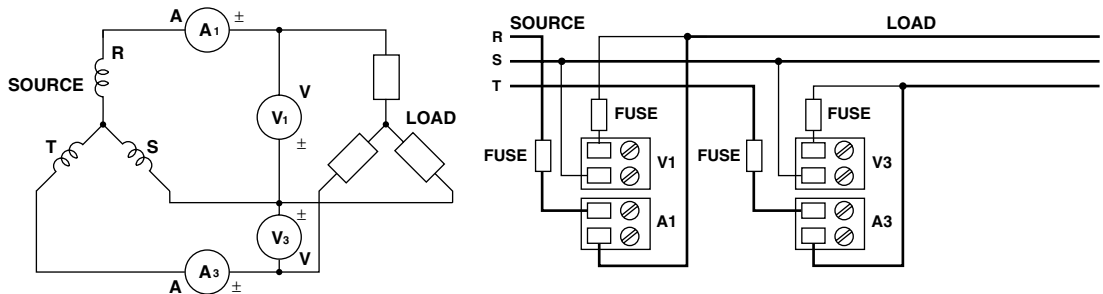 A A1 ±
R
SOURCE
V
V1
±
LOAD
T
S
±
V3
V
A3
A ±
SOURCE
LOAD
R
S
T
FUSE
FUSE
FUSE
FUSE
V1
V3
A1
A3